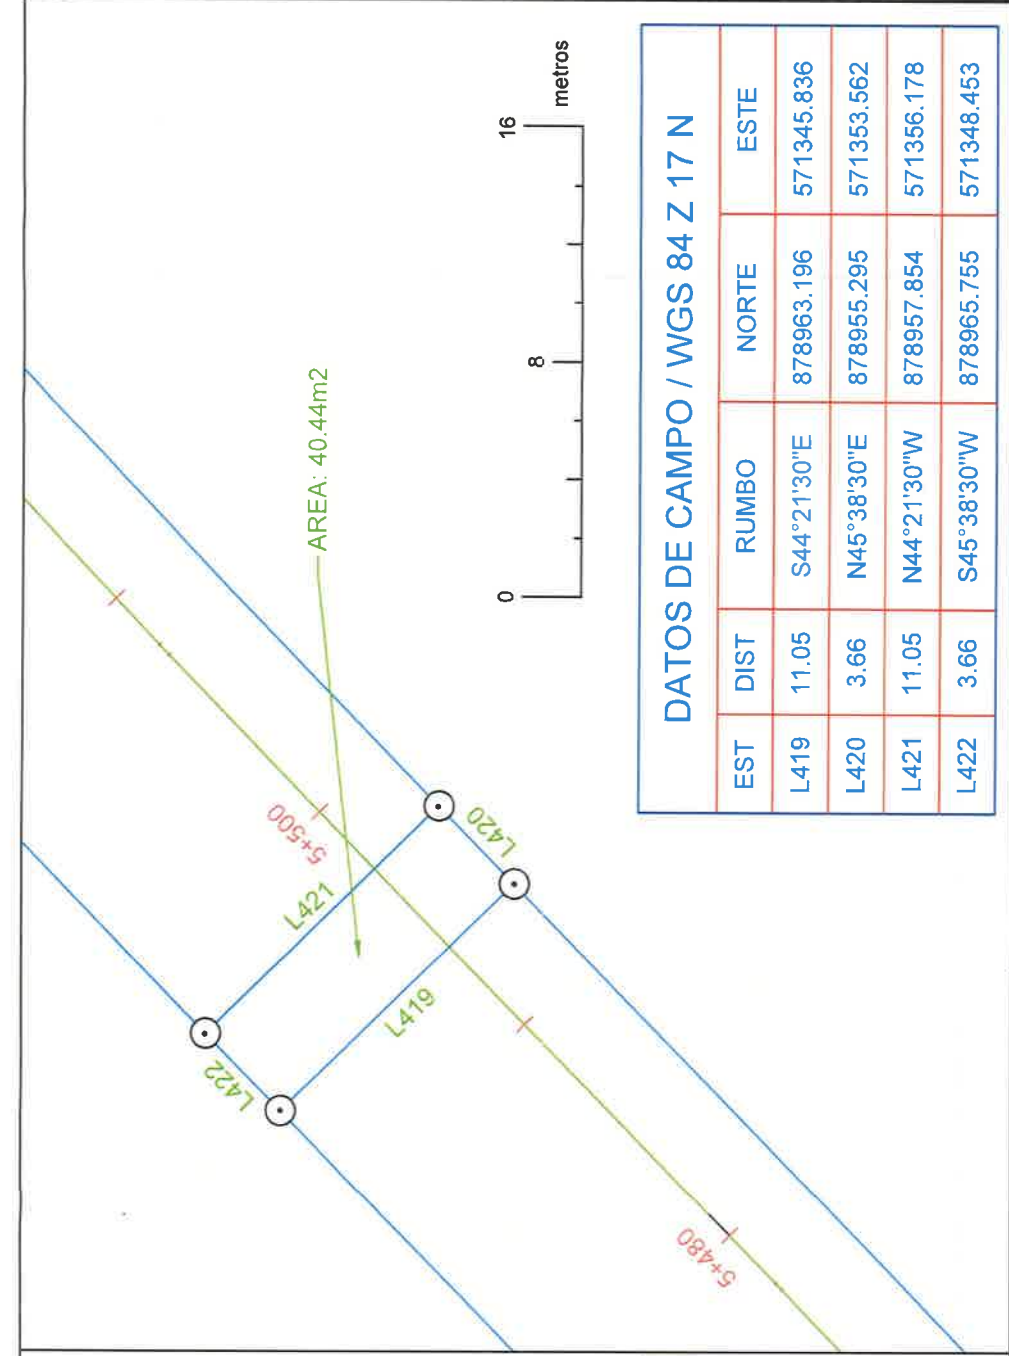 AREA: 40.44m2
5+500
L421
L420
L419
L422
5+480
0 8 16
metros
DATOS DE CAMPO / WGS 84 Z 17 N
EST DIST RUMBO NORTE ESTE
L419 11.05 S44°21'30"E 878963.196 571345.836
L420 3.66 N45°38'30"E 878955.295 571353.562
L421 11.05 N44°21'30"W 878957.854 571356.178
L422 3.66 S45°38'30"W 878965.755 571348.453